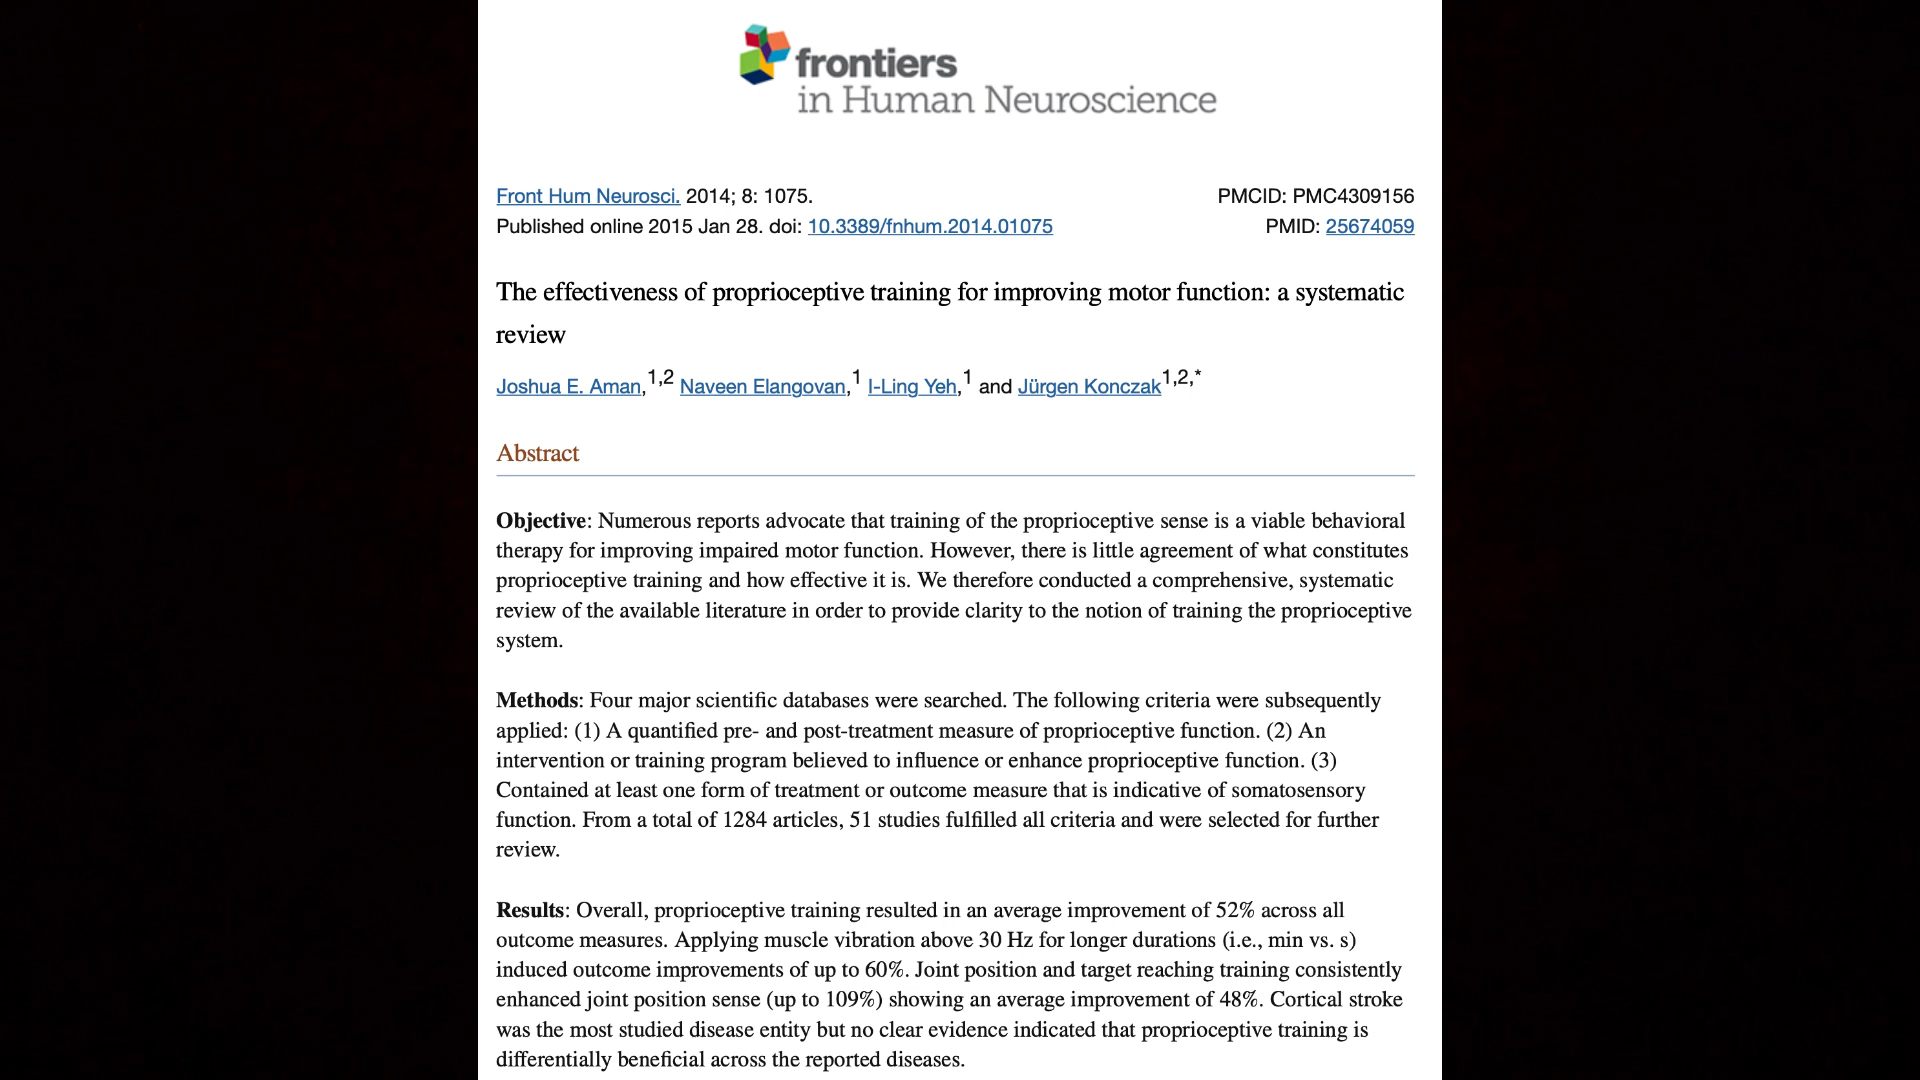 frontiers
in Human Neuroscience
Front Hum Neurosci. 2014; 8: 1075.
PMCID: PMC4309156
Published online 2015 Jan 28. doi: 10.3389/fnhum.2014.01075
PMID: 25674059
The effectiveness of proprioceptive training for improving motor function: a systematic
review
Joshua E. Aman,1,2 Naveen Elangovan,1 I-Ling Yeh,1 and Jürgen Konczak1,2,*
Abstract
Objective: Numerous reports advocate that training of the proprioceptive sense is a viable behavioral
therapy for improving impaired motor function. However, there is little agreement of what constitutes
proprioceptive training and how effective it is. We therefore conducted a comprehensive, systematic
review of the available literature in order to provide clarity to the notion of training the proprioceptive
system.
Methods: Four major scientific databases were searched. The following criteria were subsequently
applied: (1) A quantified pre- and post-treatment measure of proprioceptive function. (2) An
intervention or training program believed to influence or enhance proprioceptive function. (3)
Contained at least one form of treatment or outcome measure that is indicative of somatosensory
function. From a total of 1284 articles, 51 studies fulfilled all criteria and were selected for further
review.
Results: Overall, proprioceptive training resulted in an average improvement of 52% across all
outcome measures. Applying muscle vibration above 30 Hz for longer durations (i.e., min vs. s)
induced outcome improvements of up to 60%. Joint position and target reaching training consistently
enhanced joint position sense (up to 109%) showing an average improvement of 48%. Cortical stroke
was the most studied disease entity but no clear evidence indicated that proprioceptive training is
differentially beneficial across the reported diseases.